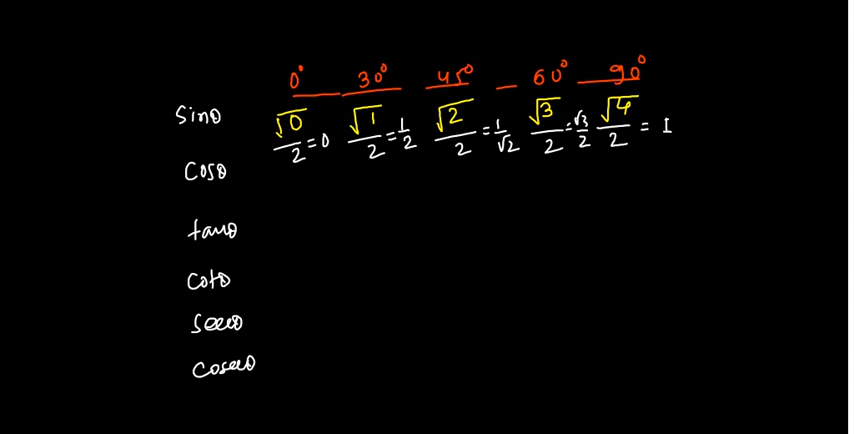 0° 30° 45° 60° 90°
sinθ √0/2 = 0 √1/2 = 1/2 √2/2 = 1/√2 √3/2 = √3/2 √4/2 = 1
cosθ
tanθ
cotθ
secθ
cosecθ